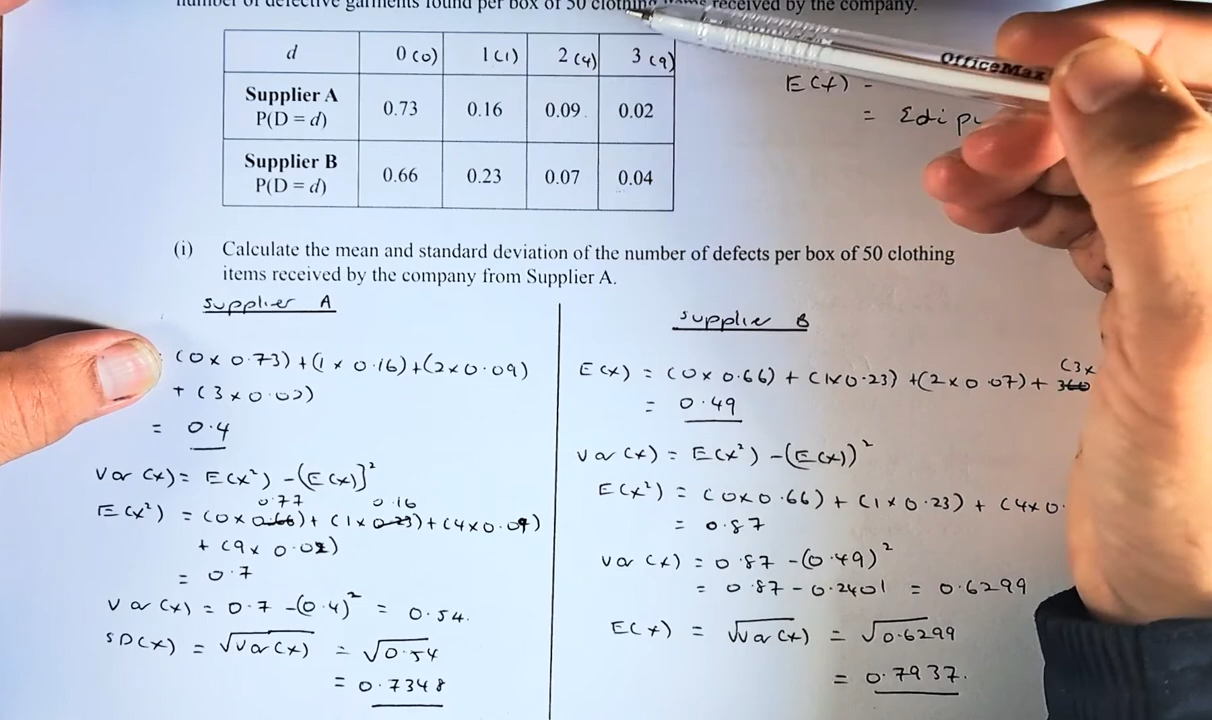 number of defective garments found per box of 50 clothing received by the company.
d 0 (0) 1 (1) 2 (4) 3 (9)
Supplier A
P(D = d) 0.73 0.16 0.09 0.02
Supplier B
P(D = d) 0.66 0.23 0.07 0.04
OfficeMax
E(x) =
= Σdi pi
(i) Calculate the mean and standard deviation of the number of defects per box of 50 clothing
items received by the company from Supplier A.
Supplier A
(0 x 0.73) + (1 x 0.16) + (2 x 0.09)
+ (3 x 0.02)
= 0.4
Var (x) = E(x²) - (E(x)]²
0.77 0.16
E(x²) = (0 x 0.66) + (1 x 0.23) + (4 x 0.09)
+ (9 x 0.02)
= 0.7
Var (x) = 0.7 - (0.4)² = 0.54.
SD(x) = √Var(x) = √0.54
= 0.7348
Supplie B
E(x) = (0 x 0.66) + (1x0.23) + (2 x 0.07) + (3x
= 0.49
Var (x) = E(x²) - (E(x))²
E(x²) = (0x0.66) + (1 x 0.23) + (4x0.
= 0.87
Var (x) = 0.87 - (0.49)²
= 0.87 - 0.2401 = 0.6299
E(x) = √Var(x) = √0.6299
= 0.7937.